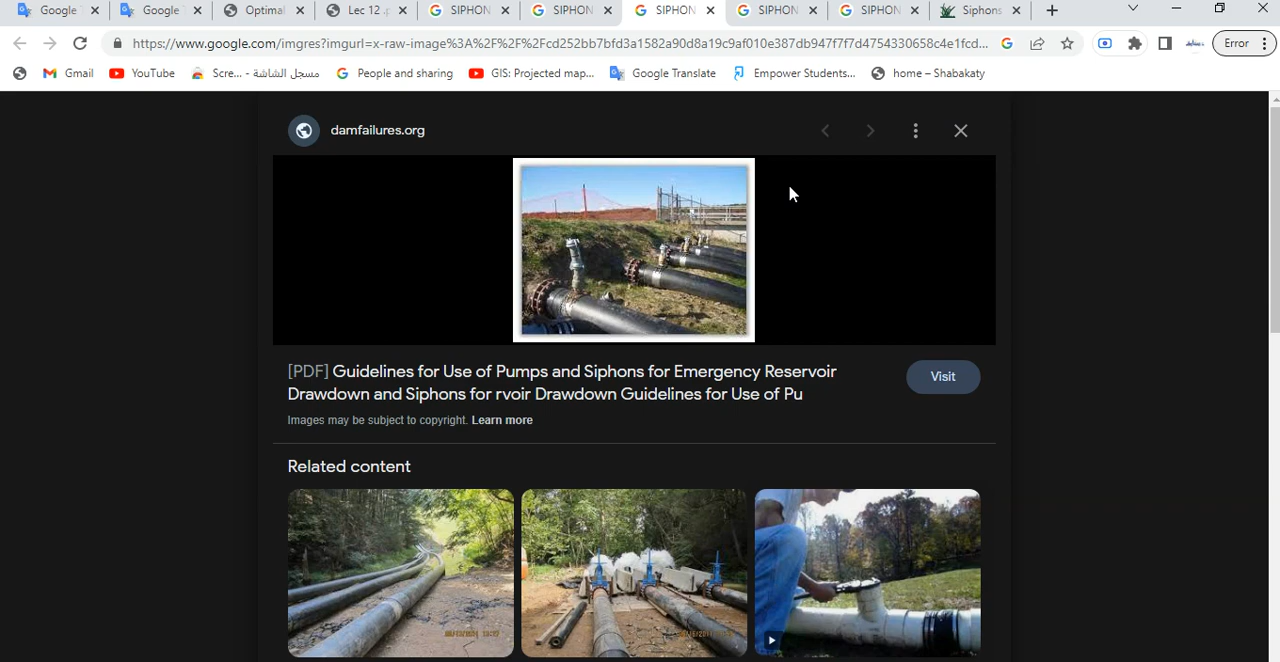 Google
Google
Optimal
Lec 12 .p
SIPHON
SIPHON
SIPHON
SIPHON
SIPHON
Siphons
https://www.google.com/imgres?imgurl=x-raw-image%3A%2F%2F%2Fcd252bb7bfd3a1582a90d8a19c9af010e387db947f7f7d4754330658c4e1fcd...
Error
Gmail
YouTube
مسجل الشاشة - Scre...
People and sharing
GIS: Projected map...
Google Translate
Empower Students...
home – Shabakaty
damfailures.org
[PDF] Guidelines for Use of Pumps and Siphons for Emergency Reservoir
Drawdown and Siphons for rvoir Drawdown Guidelines for Use of Pu
Visit
Images may be subject to copyright. Learn more
Related content